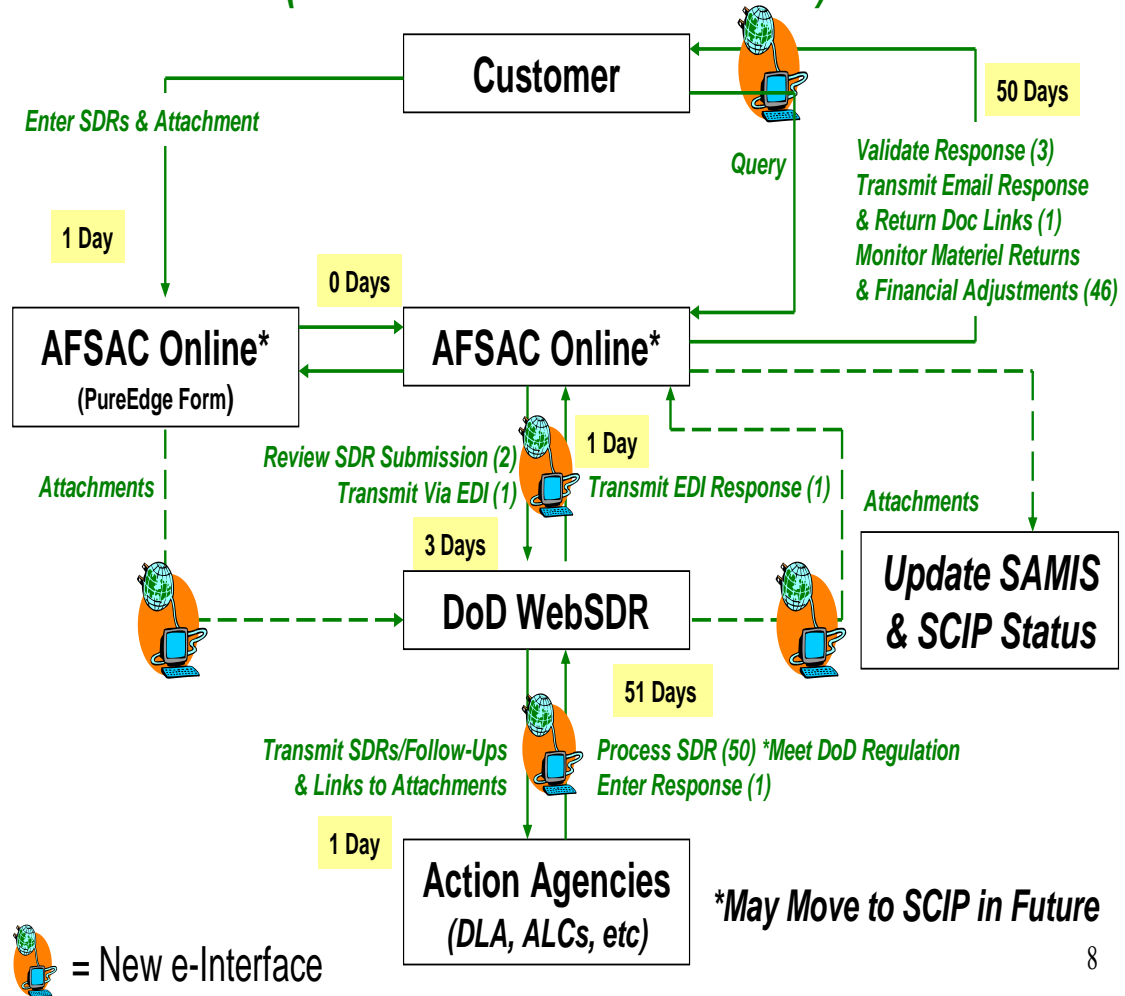 Customer
50 Days
Enter SDRs & Attachment
Query
Validate Response (3)
Transmit Email Response
& Return Doc Links (1)
Monitor Materiel Returns
& Financial Adjustments (46)
1 Day
0 Days
AFSAC Online*
(PureEdge Form)
AFSAC Online*
Review SDR Submission (2)
Transmit Via EDI (1)
1 Day
Transmit EDI Response (1)
Attachments
Attachments
3 Days
DoD WebSDR
Update SAMIS
& SCIP Status
51 Days
Transmit SDRs/Follow-Ups
& Links to Attachments
Process SDR (50) *Meet DoD Regulation
Enter Response (1)
1 Day
Action Agencies
(DLA, ALCs, etc)
*May Move to SCIP in Future
= New e-Interface
8